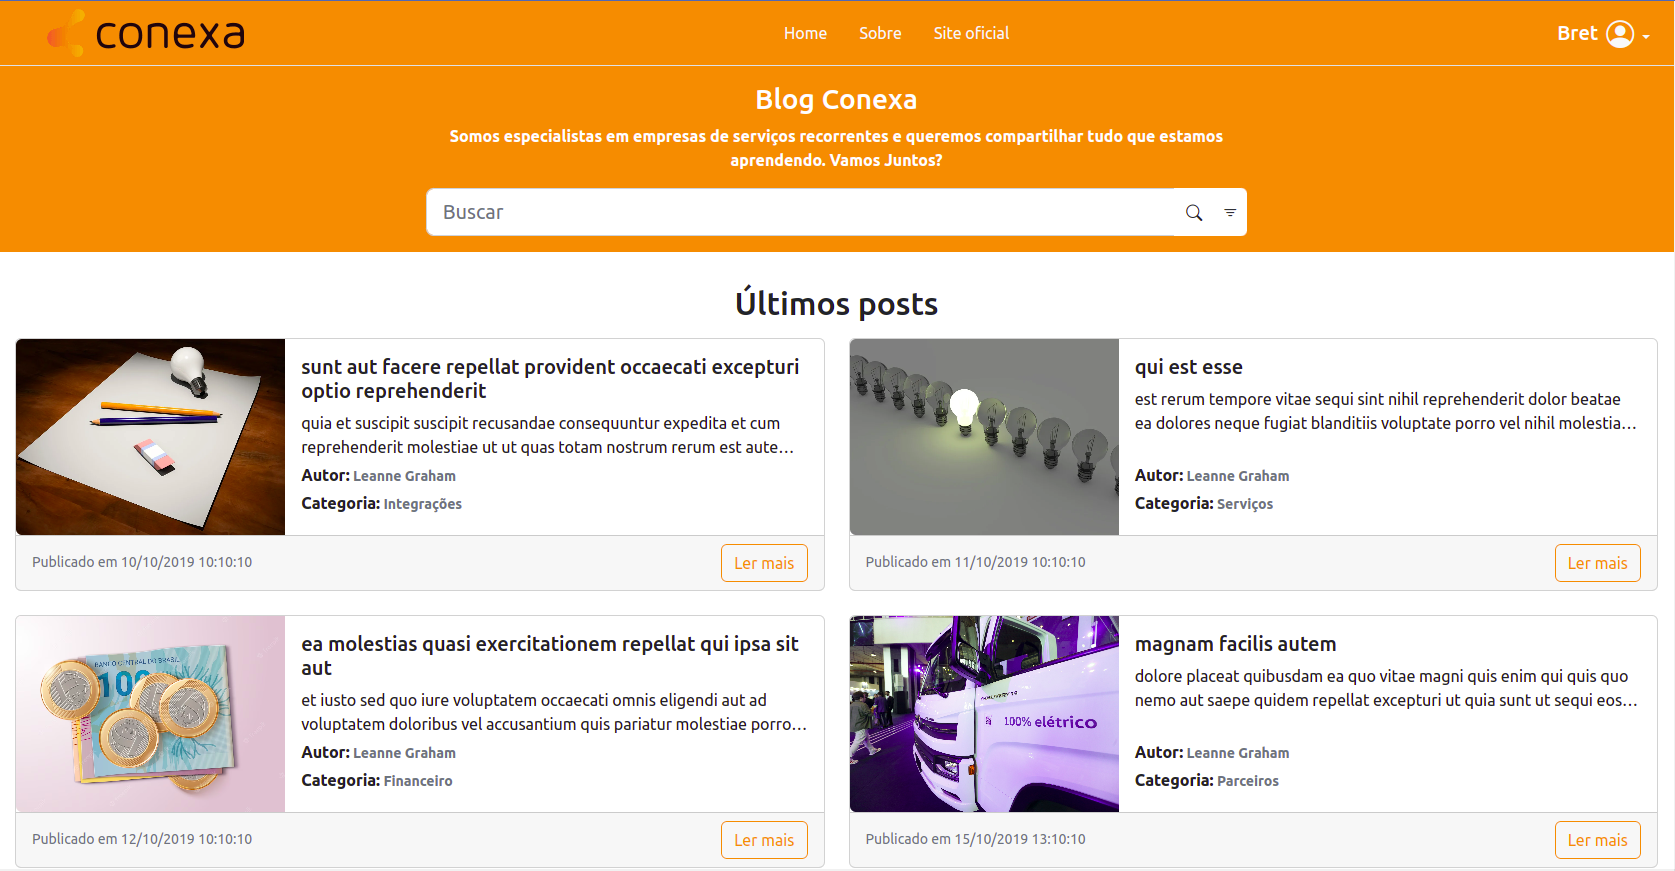 conexa
Home Sobre Site oficial
Bret
Blog Conexa
Somos especialistas em empresas de serviços recorrentes e queremos compartilhar tudo que estamos
aprendendo. Vamos Juntos?
Buscar
Últimos posts
sunt aut facere repellat provident occaecati excepturi
optio reprehenderit
quia et suscipit suscipit recusandae consequuntur expedita et cum
reprehenderit molestiae ut ut quas totam nostrum rerum est aute…
Autor: Leanne Graham
Categoria: Integrações
Publicado em 10/10/2019 10:10:10
Ler mais
qui est esse
est rerum tempore vitae sequi sint nihil reprehenderit dolor beatae
ea dolores neque fugiat blanditiis voluptate porro vel nihil molestia…
Autor: Leanne Graham
Categoria: Serviços
Publicado em 11/10/2019 10:10:10
Ler mais
BANCO CENTRAL DO BRASIL
100
ea molestias quasi exercitationem repellat qui ipsa sit
aut
et iusto sed quo iure voluptatem occaecati omnis eligendi aut ad
voluptatem doloribus vel accusantium quis pariatur molestiae porro…
Autor: Leanne Graham
Categoria: Financeiro
Publicado em 12/10/2019 10:10:10
Ler mais
100% elétrico
magnam facilis autem
dolore placeat quibusdam ea quo vitae magni quis enim qui quis quo
nemo aut saepe quidem repellat excepturi ut quia sunt ut sequi eos…
Autor: Leanne Graham
Categoria: Parceiros
Publicado em 15/10/2019 13:10:10
Ler mais